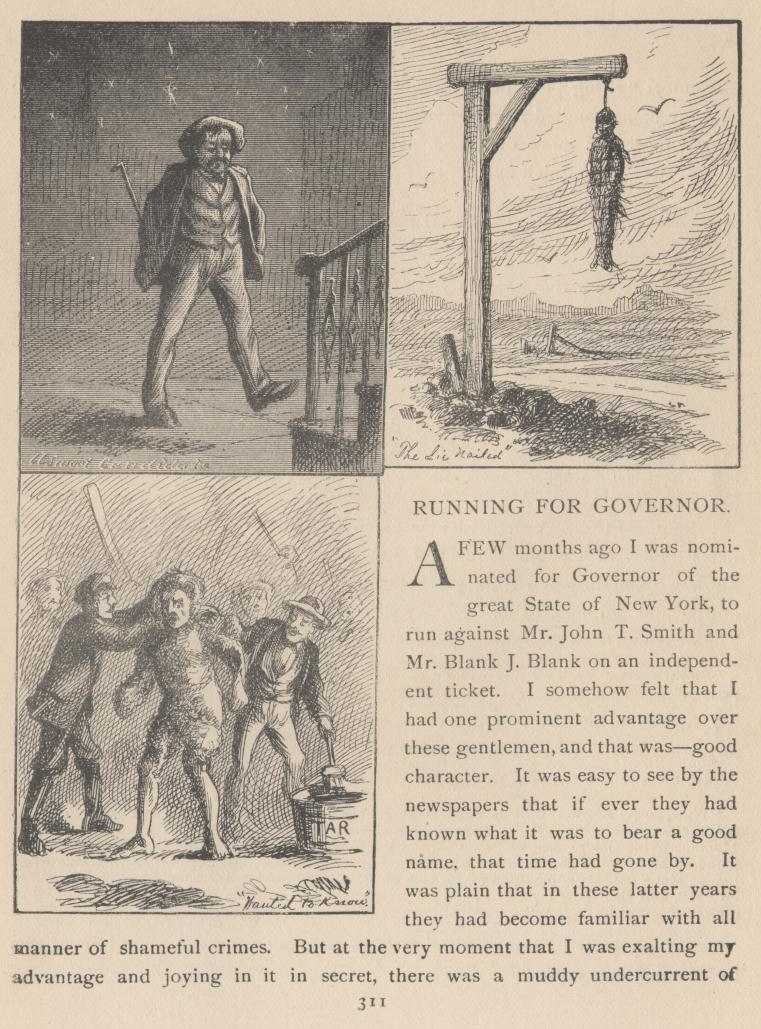 "The Lie Nailed"
TAR
"Wanted to Know."
RUNNING FOR GOVERNOR.
A FEW months ago I was nomi-
nated for Governor of the
great State of New York, to
run against Mr. John T. Smith and
Mr. Blank J. Blank on an independ-
ent ticket. I somehow felt that I
had one prominent advantage over
these gentlemen, and that was—good
character. It was easy to see by the
newspapers that if ever they had
known what it was to bear a good
name, that time had gone by. It
was plain that in these latter years
they had become familiar with all
manner of shameful crimes. But at the very moment that I was exalting my
advantage and joying in it in secret, there was a muddy undercurrent of
311